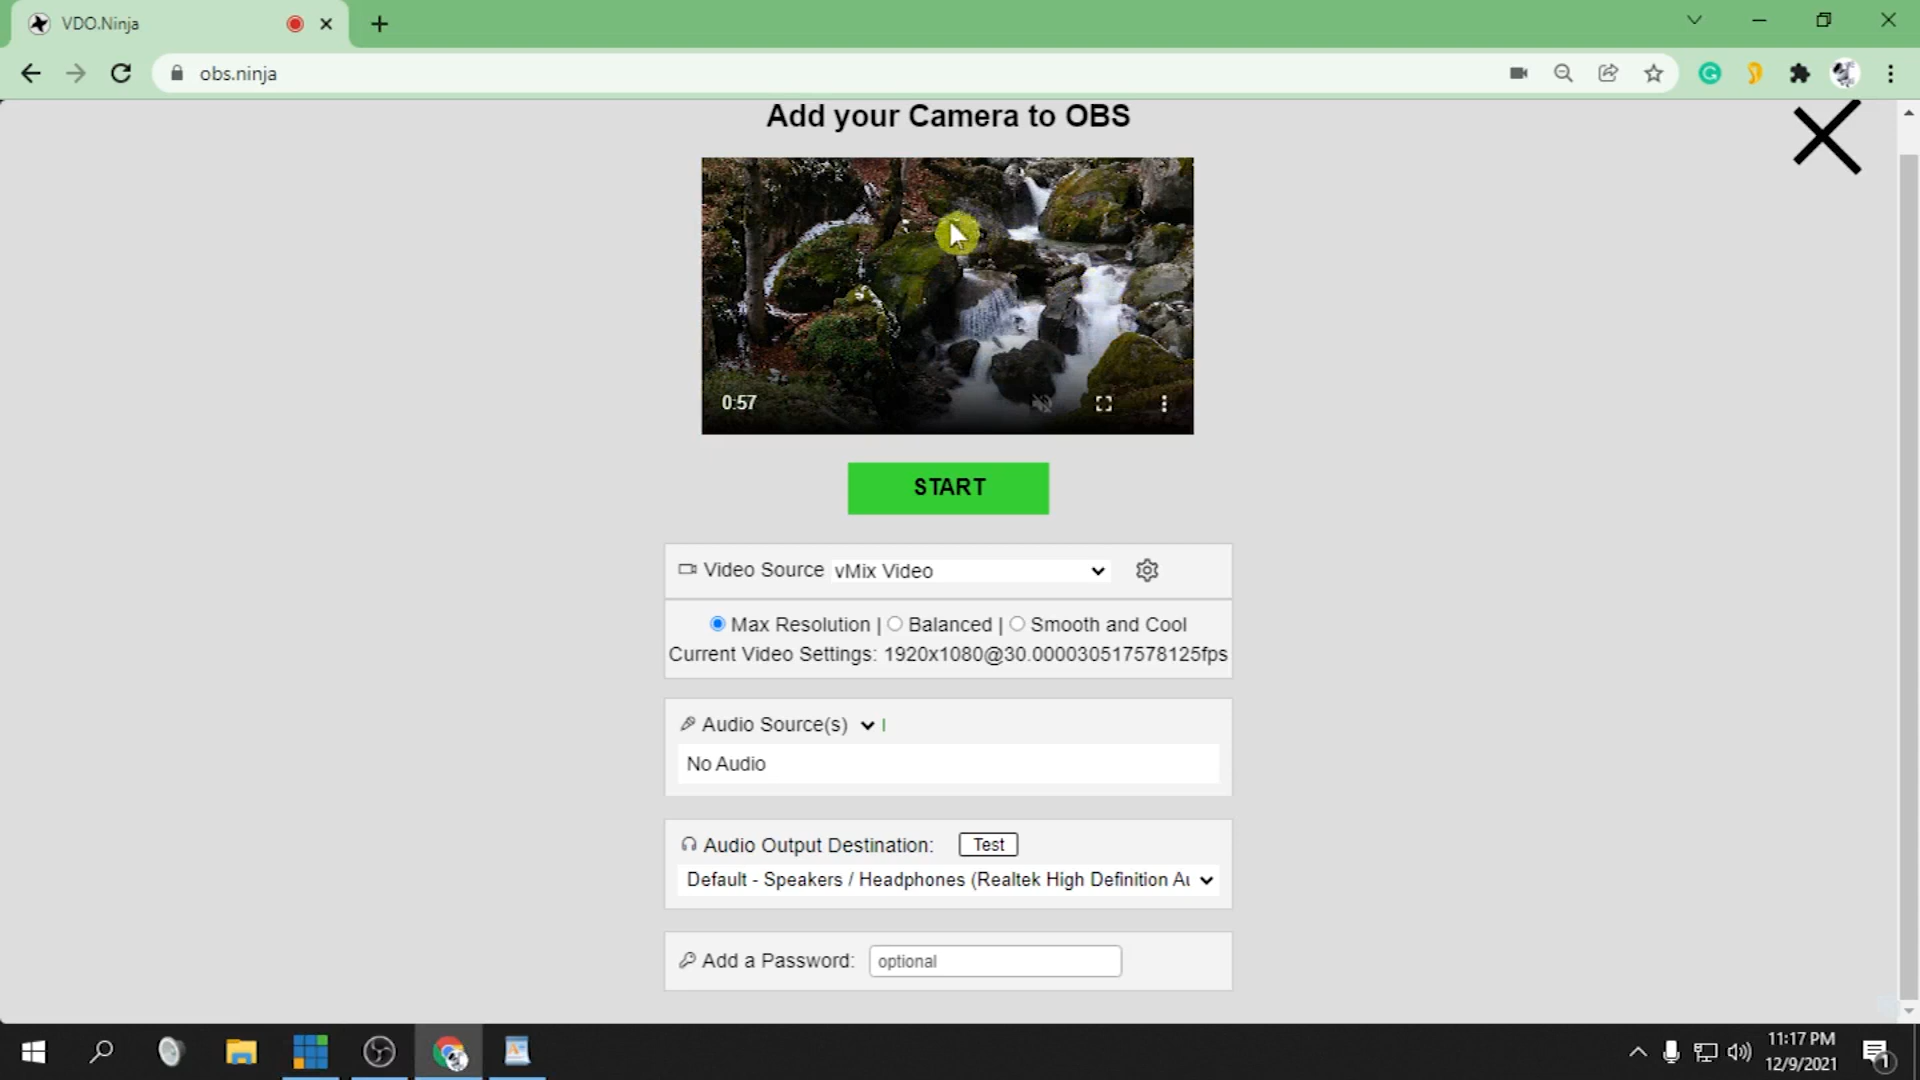 VDO.Ninja
obs.ninja
Add your Camera to OBS
0:57
START
Video Source vMix Video
Max Resolution | Balanced | Smooth and Cool
Current Video Settings: 1920x1080@30.000030517578125fps
Audio Source(s)
No Audio
Audio Output Destination: Test
Default - Speakers / Headphones (Realtek High Definition Au
Add a Password: optional
11:17 PM
12/9/2021
1